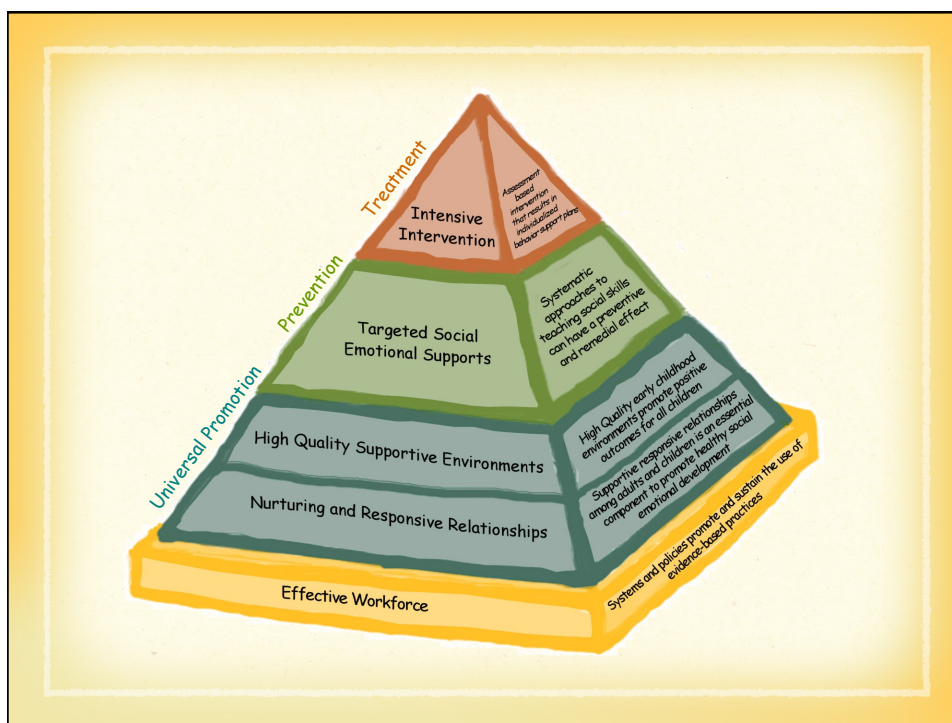 Treatment
Intensive
Intervention
Assessment
based
intervention
that results in
individualized
behavior support plans
Prevention
Targeted Social
Emotional Supports
Systematic
approaches to
teaching social skills
can have a preventive
and remedial effect
Universal Promotion
High Quality Supportive Environments
High Quality early childhood
environments promote positive
outcomes for all children
Nurturing and Responsive Relationships
Supportive responsive relationships
among adults and children is an essential
component to promote healthy social
emotional development
Effective Workforce
Systems and policies promote and sustain the use of
evidence-based practices